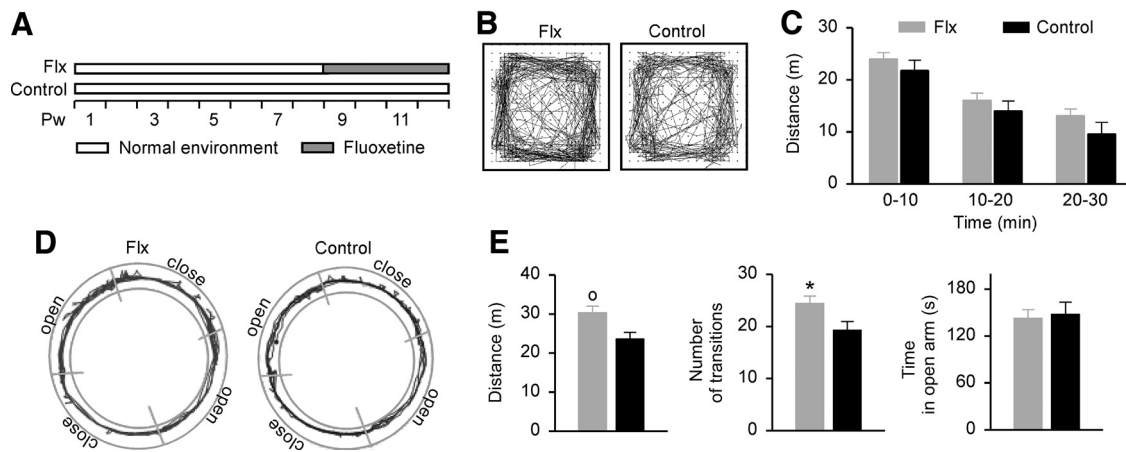 A
Flx
Control
Pw 1 3 5 7 9 11
Normal environment Fluoxetine
B
Flx Control
C
Flx Control
Distance (m)
30
20
10
0
0-10 10-20 20-30
Time (min)
D
Flx
open
close
close
open
Control
open
close
close
open
E
Distance (m)
40
30
20
10
0
o
Number
of transitions
30
20
10
0
*
Time
in open arm (s)
180
120
60
0